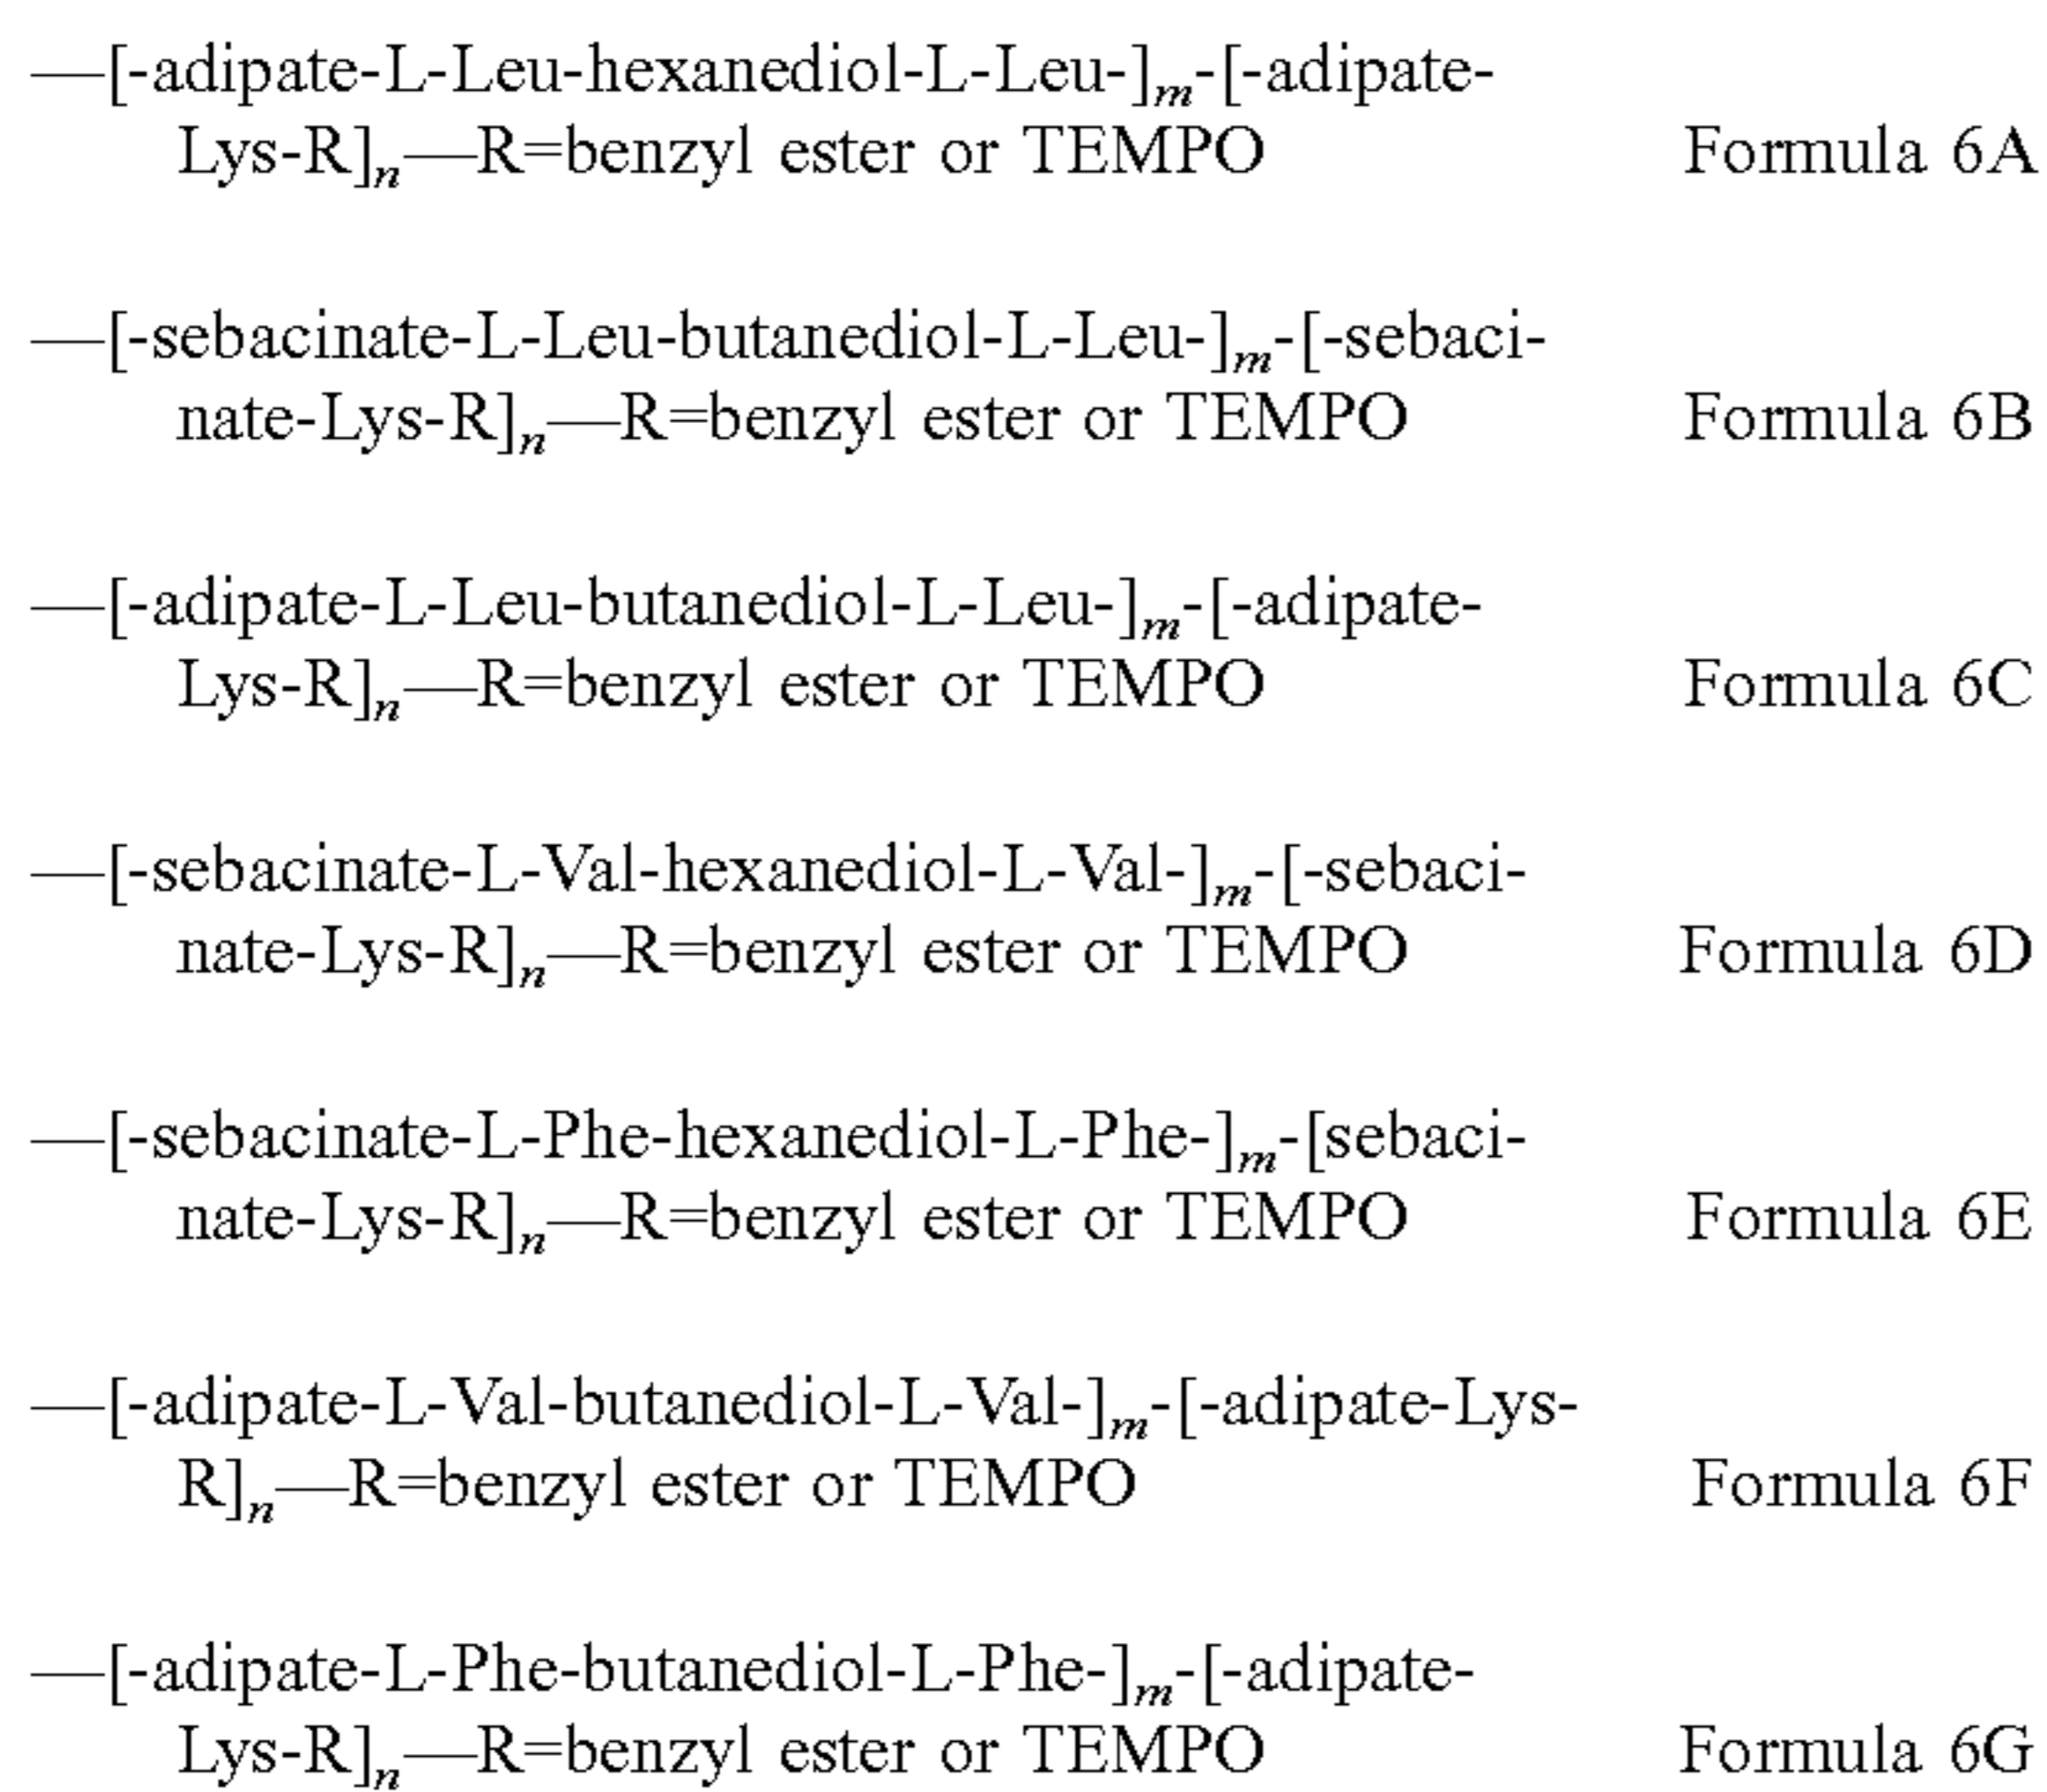 —[-adipate-L-Leu-hexanediol-L-Leu-]m-[-adipate-
Lys-R]n—R=benzyl ester or TEMPO Formula 6A
—[-sebacinate-L-Leu-butanediol-L-Leu-]m-[-sebaci-
nate-Lys-R]n—R=benzyl ester or TEMPO Formula 6B
—[-adipate-L-Leu-butanediol-L-Leu-]m-[-adipate-
Lys-R]n—R=benzyl ester or TEMPO Formula 6C
—[-sebacinate-L-Val-hexanediol-L-Val-]m-[-sebaci-
nate-Lys-R]n—R=benzyl ester or TEMPO Formula 6D
—[-sebacinate-L-Phe-hexanediol-L-Phe-]m-[sebaci-
nate-Lys-R]n—R=benzyl ester or TEMPO Formula 6E
—[-adipate-L-Val-butanediol-L-Val-]m-[-adipate-Lys-
R]n—R=benzyl ester or TEMPO Formula 6F
—[-adipate-L-Phe-butanediol-L-Phe-]m-[-adipate-
Lys-R]n—R=benzyl ester or TEMPO Formula 6G